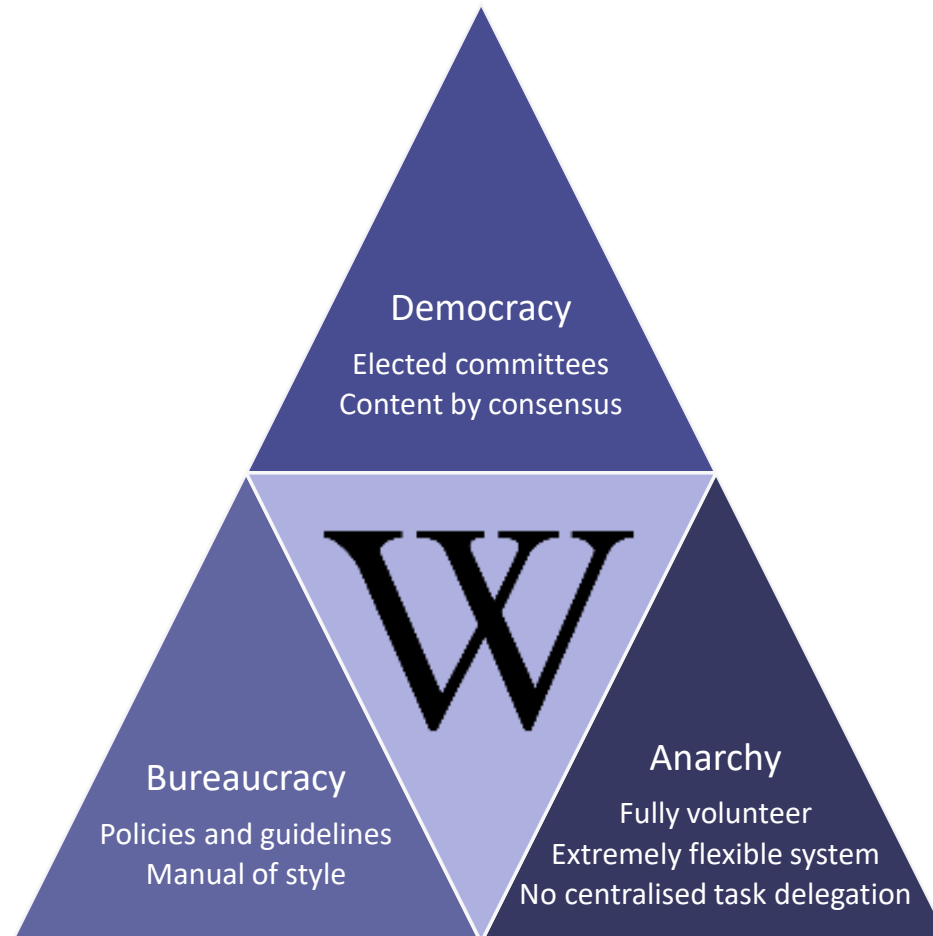 Democracy
Elected committees
Content by consensus
W
Bureaucracy
Policies and guidelines
Manual of style
Anarchy
Fully volunteer
Extremely flexible system
No centralised task delegation